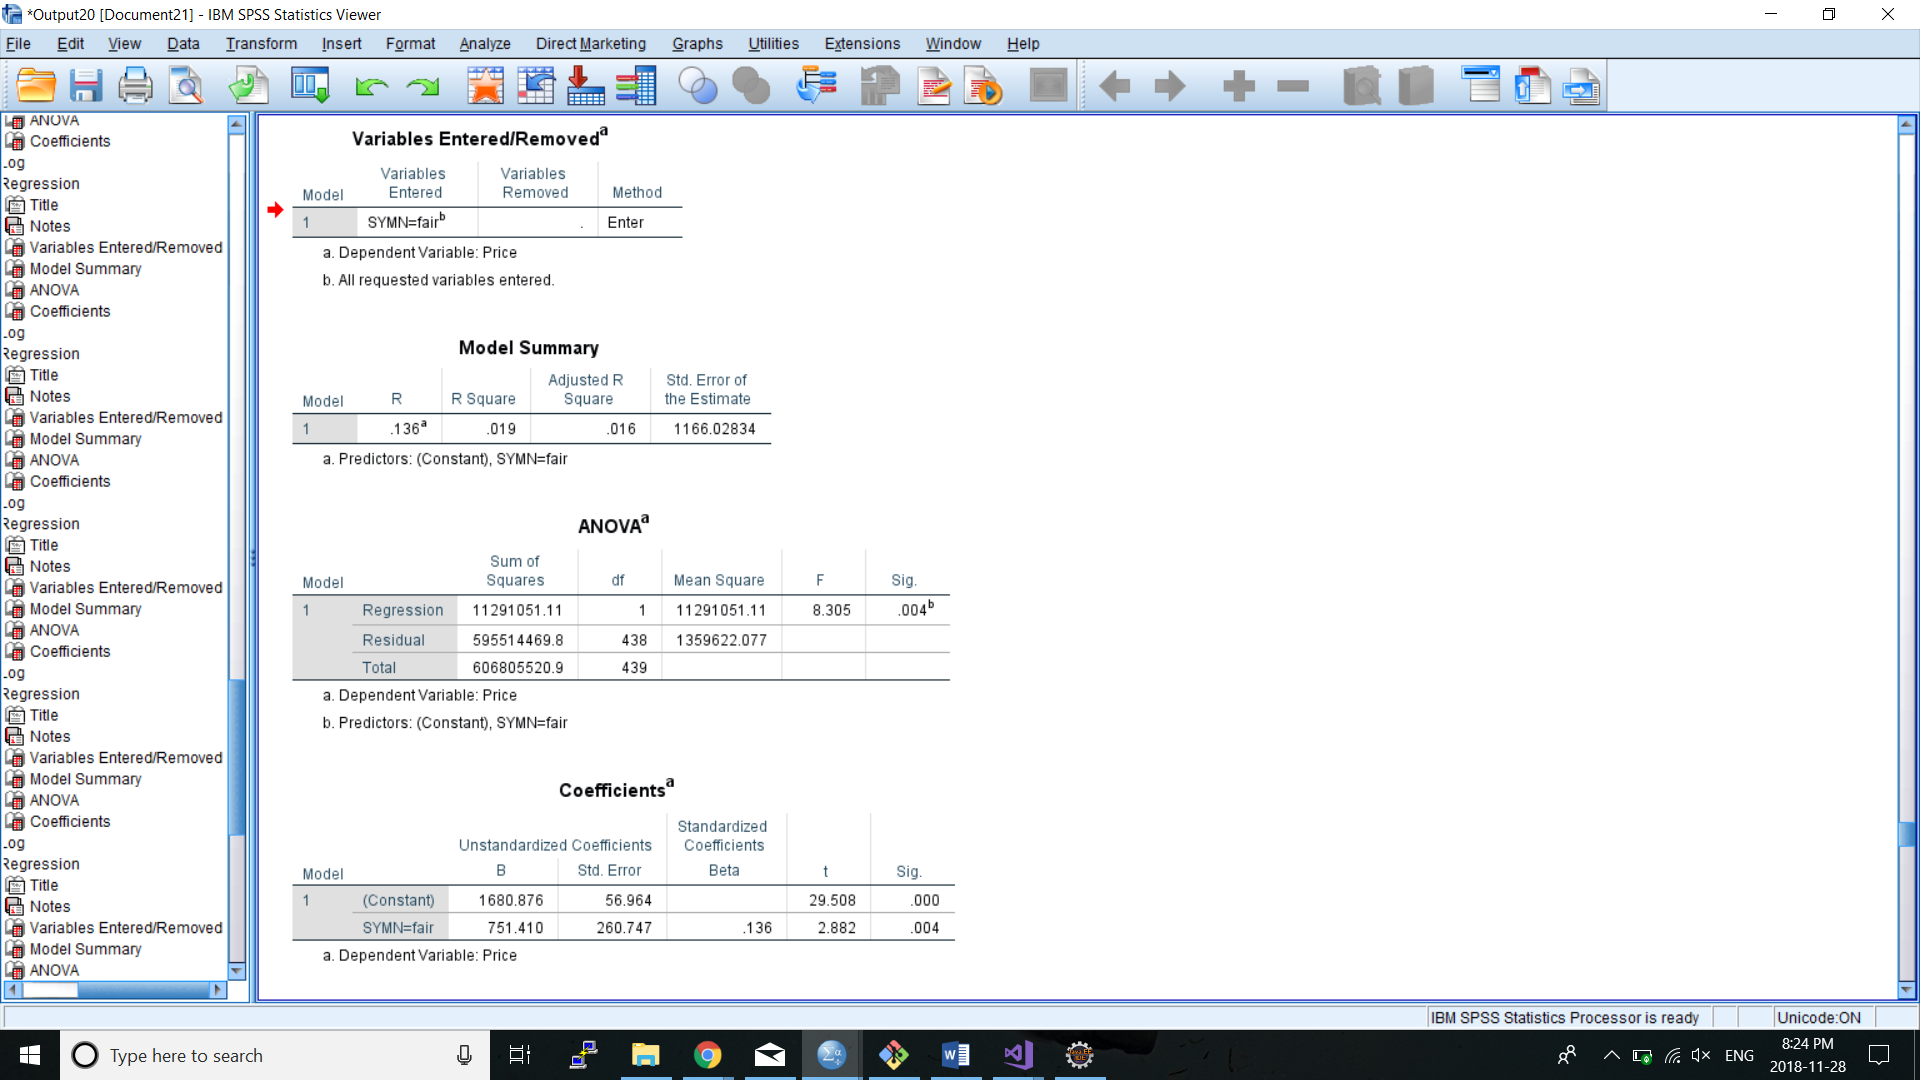 *Output20 [Document21] - IBM SPSS Statistics Viewer
File Edit View Data Transform Insert Format Analyze Direct Marketing Graphs Utilities Extensions Window Help
ANOVA
Coefficients
Log
Regression
Title
Notes
Variables Entered/Removed
Model Summary
ANOVA
Coefficients
Log
Regression
Title
Notes
Variables Entered/Removed
Model Summary
ANOVA
Coefficients
Log
Regression
Title
Notes
Variables Entered/Removed
Model Summary
ANOVA
Coefficients
Log
Regression
Title
Notes
Variables Entered/Removed
Model Summary
ANOVA
Coefficients
Log
Regression
Title
Notes
Variables Entered/Removed
Model Summary
ANOVA
Variables Entered/Removedᵃ
Variables Variables
Model Entered Removed Method
1 SYMN=fairᵇ . Enter
a. Dependent Variable: Price
b. All requested variables entered.
Model Summary
Adjusted R Std. Error of
Model R R Square Square the Estimate
1 .136ᵃ .019 .016 1166.02834
a. Predictors: (Constant), SYMN=fair
ANOVAᵃ
Sum of
Model Squares df Mean Square F Sig.
1 Regression 11291051.11 1 11291051.11 8.305 .004ᵇ
Residual 595514469.8 438 1359622.077
Total 606805520.9 439
a. Dependent Variable: Price
b. Predictors: (Constant), SYMN=fair
Coefficientsᵃ
Standardized
Unstandardized Coefficients Coefficients
Model B Std. Error Beta t Sig.
1 (Constant) 1680.876 56.964 29.508 .000
SYMN=fair 751.410 260.747 .136 2.882 .004
a. Dependent Variable: Price
IBM SPSS Statistics Processor is ready Unicode:ON
Type here to search
ENG
8:24 PM
2018-11-28